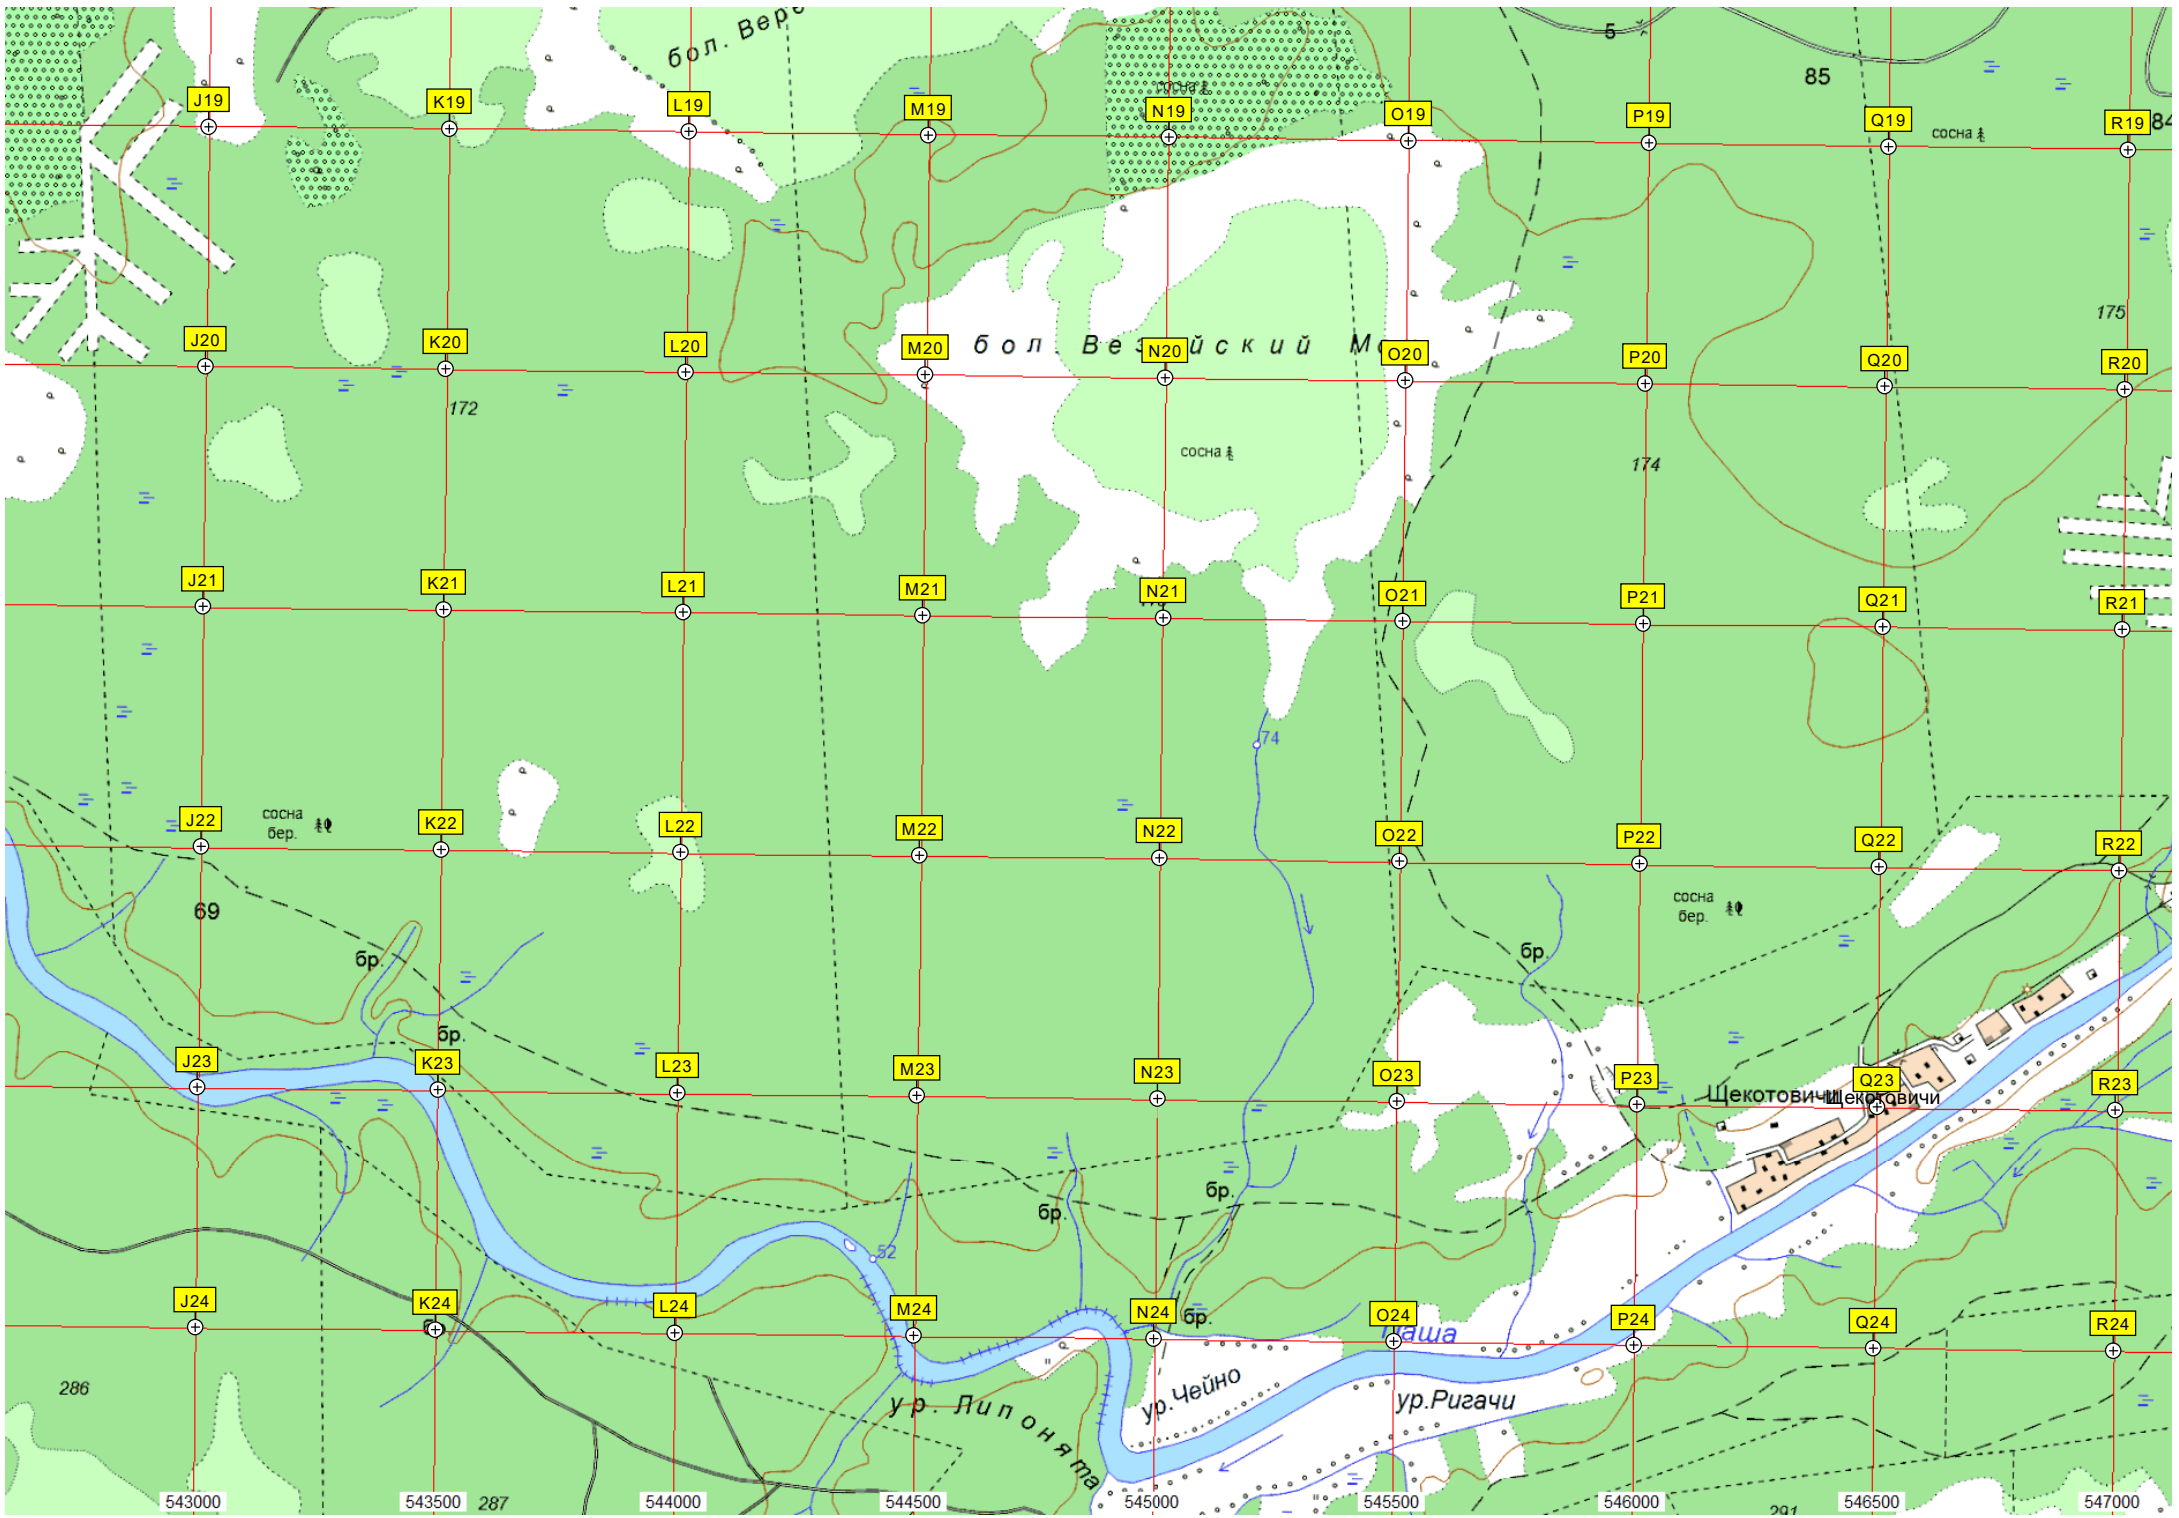 бол. Вере
5
85
сосна
J19
K19
L19
M19
N19
O19
P19
Q19
R19
84
сосна
175
J20
K20
L20
M20
бол. Вез йский М
N20
O20
P20
Q20
R20
172
сосна
174
J21
K21
L21
M21
N21
O21
P21
Q21
R21
74
J22
сосна
бер.
K22
L22
M22
N22
O22
P22
Q22
R22
69
сосна
бер.
бр.
бр.
бр.
J23
K23
L23
M23
N23
O23
P23
Q23
R23
Щекотовичи
Щекотовичи
бр.
бр.
52
J24
K24
L24
M24
N24
O24
P24
Q24
R24
бр.
аша
286
ур. Липонята
ур.Чейно
ур.Ригачи
287
291
543000
543500
544000
544500
545000
545500
546000
546500
547000